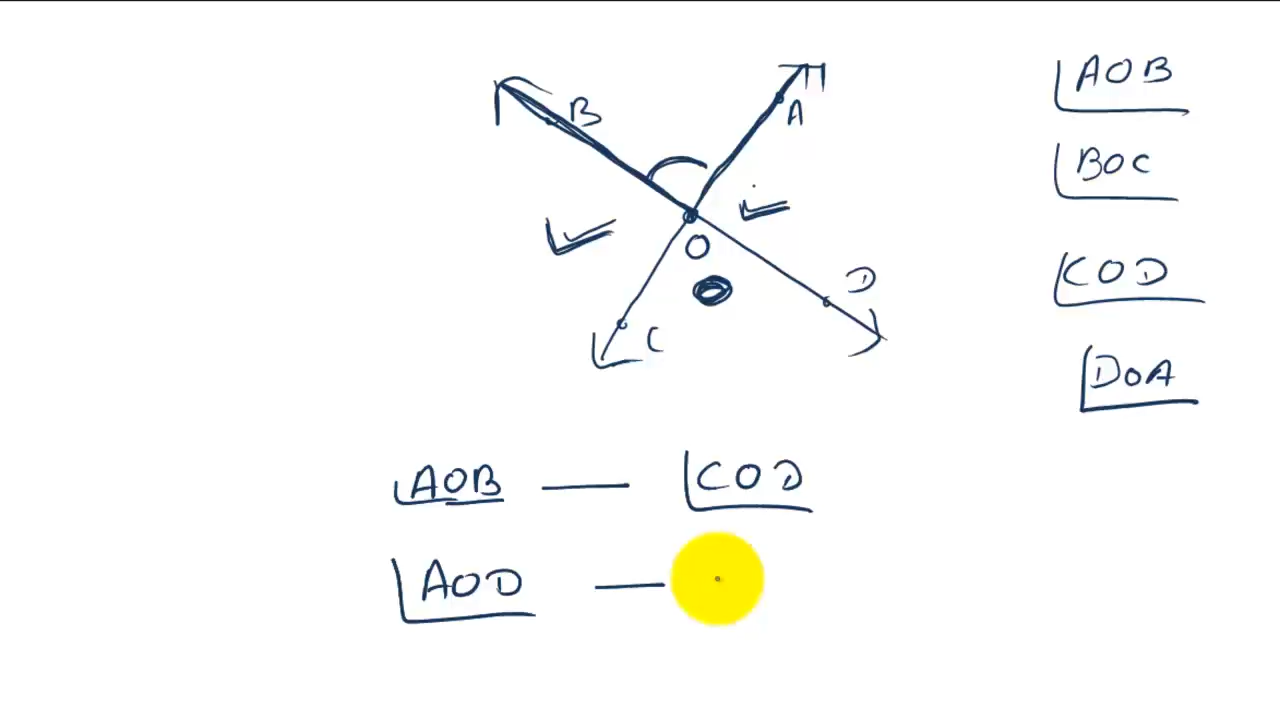 B
A
O
D
C
∠AOB
∠BOC
∠COD
∠DOA
∠AOB — ∠COD
∠AOD —